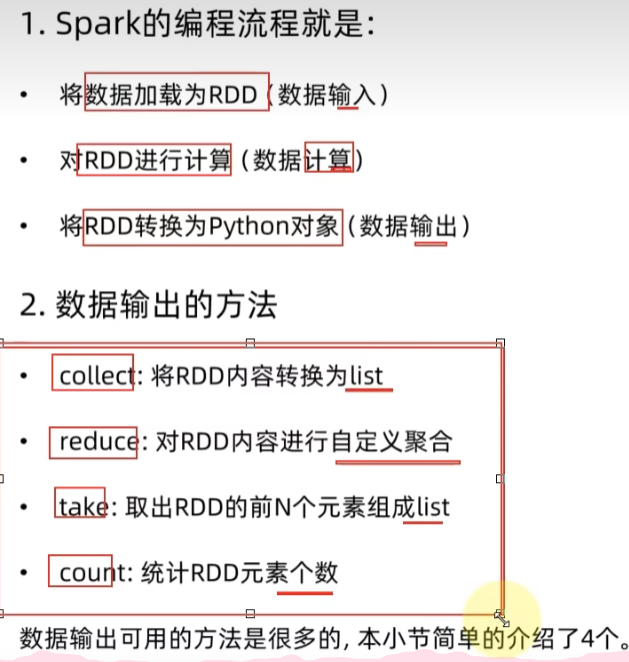 1. Spark的编程流程就是:
• 将数据加载为RDD（数据输入）
• 对RDD进行计算（数据计算）
• 将RDD转换为Python对象（数据输出）
2. 数据输出的方法
• collect: 将RDD内容转换为list
• reduce: 对RDD内容进行自定义聚合
• take: 取出RDD的前N个元素组成list
• count: 统计RDD元素个数
数据输出可用的方法是很多的, 本小节简单的介绍了4个。